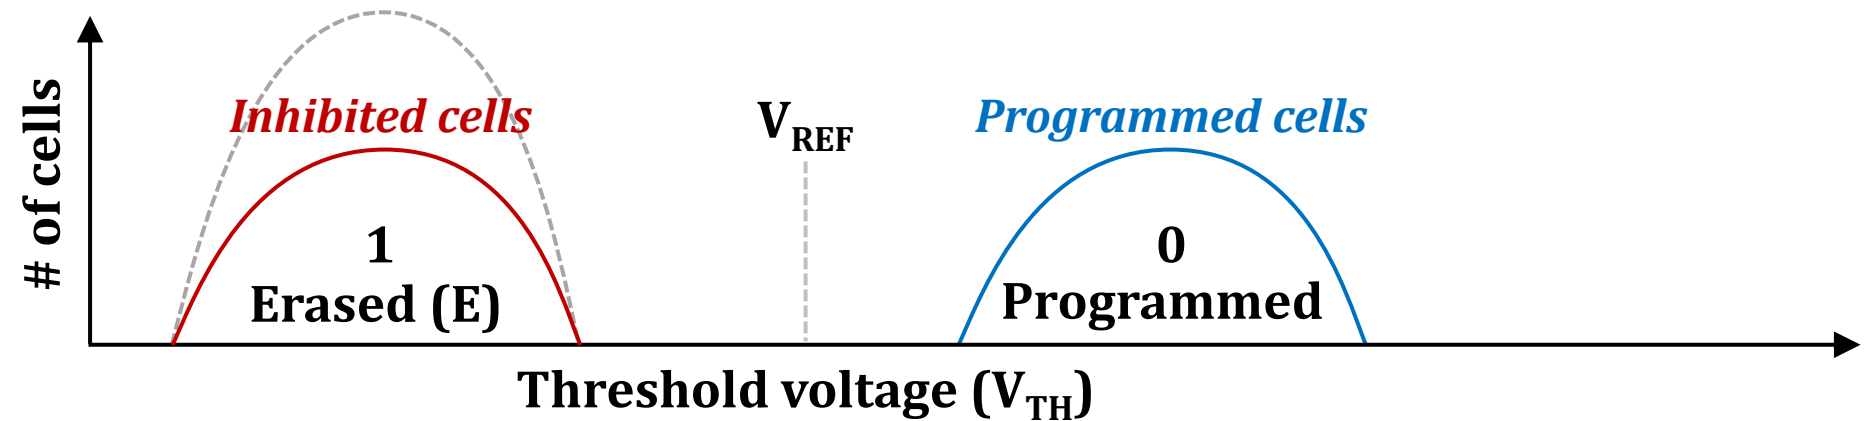 # of cells
Inhibited cells
V_REF
Programmed cells
1
Erased (E)
0
Programmed
Threshold voltage (V_TH)